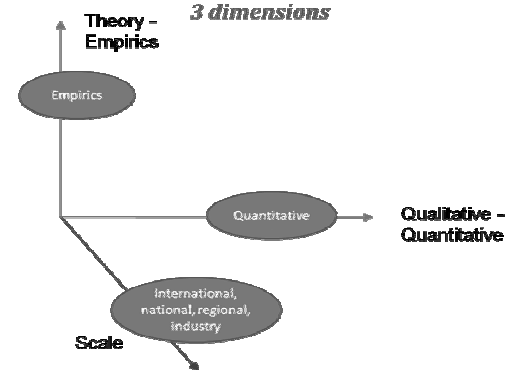 3 dimensions
Theory –
Empirics
Empirics
Quantitative
Qualitative –
Quantitative
International,
national, regional,
industry
Scale